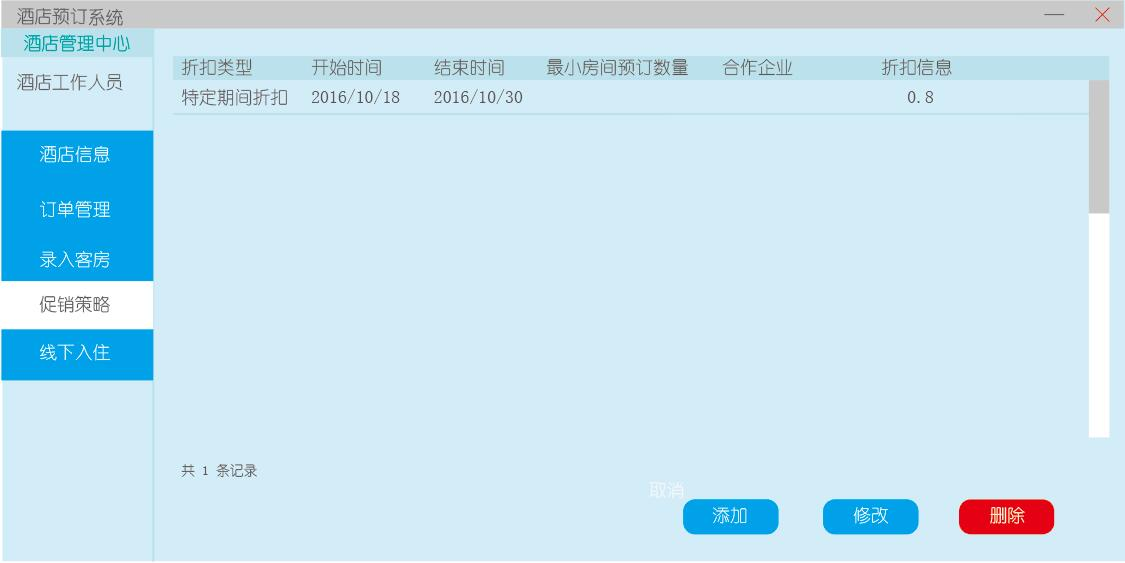 酒店预订系统
酒店管理中心
酒店工作人员
酒店信息
订单管理
录入客房
促销策略
线下入住
折扣类型 开始时间 结束时间 最小房间预订数量 合作企业 折扣信息
特定期间折扣 2016/10/18 2016/10/30 0.8
共 1 条记录
取消
添加 修改 删除